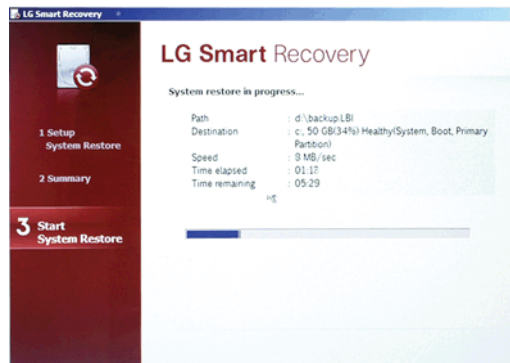 LG Smart Recovery
LG Smart Recovery
System restore in progress...
Path : d:\backup.LBI
Destination : c:, 50 GB(34%) Healthy(System, Boot, Primary
Partition)
Speed : 8 MB/sec
Time elapsed : 01:18
Time remaining : 05:29
1 Setup
System Restore
2 Summary
3 Start
System Restore